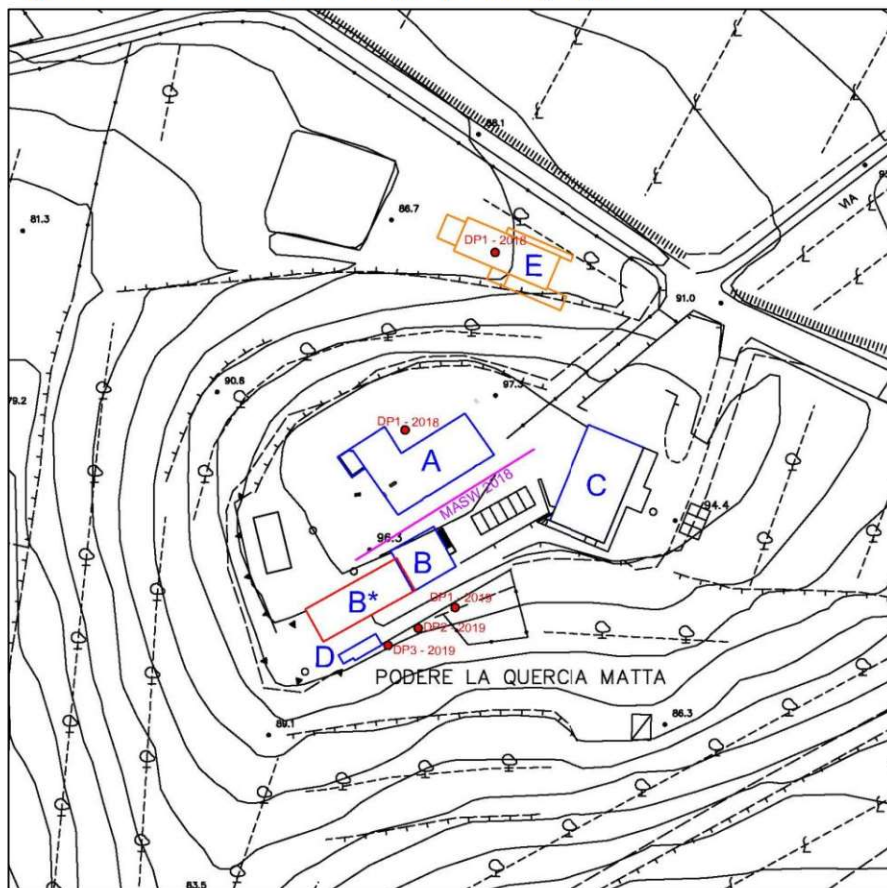 88.1
VIA
81.3
86.7
DP1 - 2018
E
91.0
79.2
90.8
97.3
DP1 - 2018
A
C
MASW 2018
94.4
96.3
B
B*
DP1 - 2019
DP2 - 2019
D
DP3 - 2019
PODERE LA QUERCIA MATTA
89.1
86.3
83.5